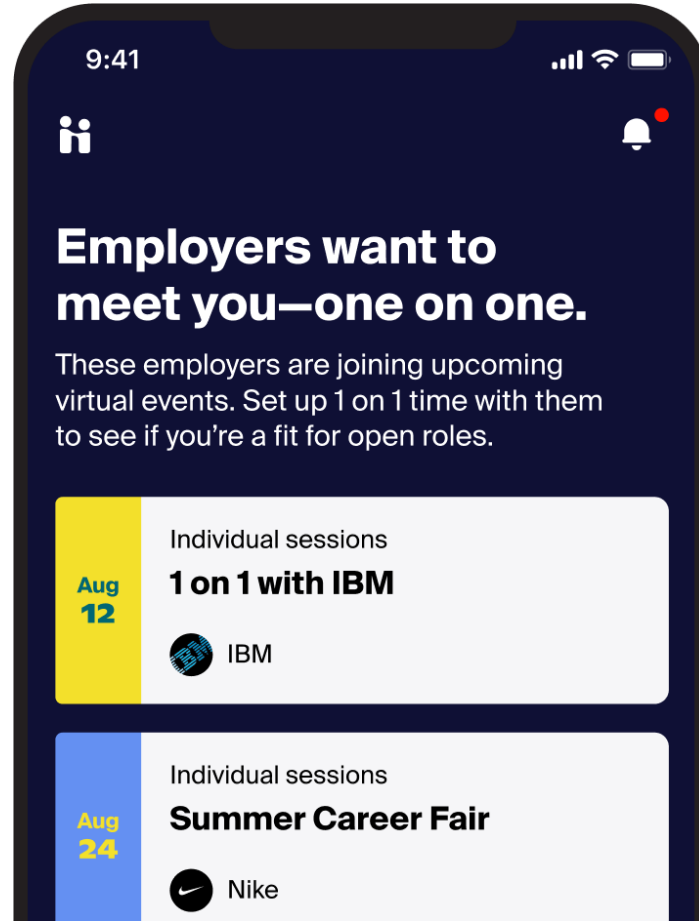 9:41
Employers want to
meet you—one on one.
These employers are joining upcoming
virtual events. Set up 1 on 1 time with them
to see if you’re a fit for open roles.
Aug
12
Individual sessions
1 on 1 with IBM
IBM
IBM
Aug
24
Individual sessions
Summer Career Fair
Nike